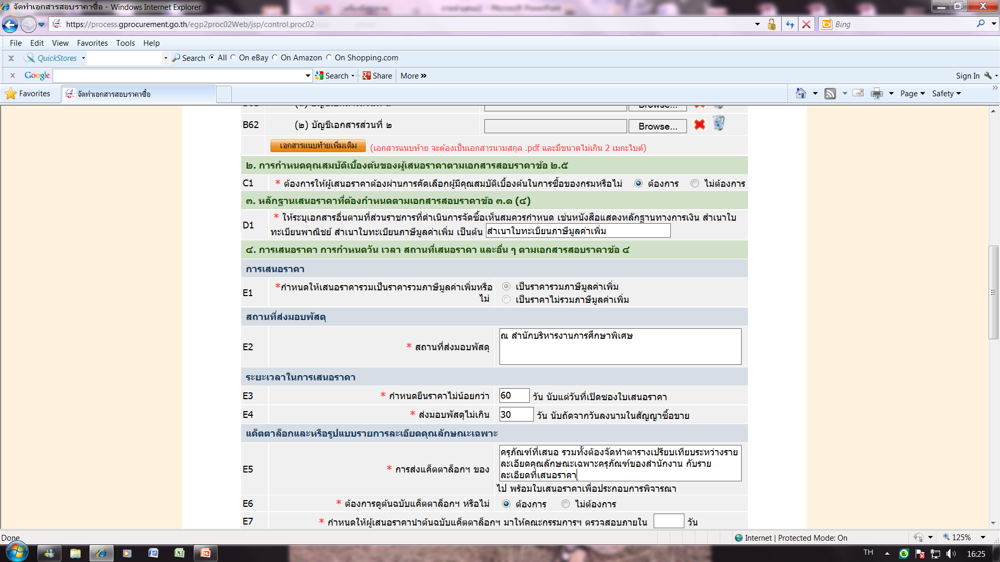 จัดทำเอกสารสอบราคาซื้อ - Windows Internet Explorer
https://process.gprocurement.go.th/egp2proc02Web/jsp/control.proc02
Bing
File Edit View Favorites Tools Help
x QuickStores Search All On eBay On Amazon On Shopping.com
x Google Search Share More »
Sign In
Favorites จัดทำเอกสารสอบราคาซื้อ
Page Safety »
B62 (๒) บัญชีเอกสารส่วนที่ ๒ Browse...
เอกสารแนบท้ายเพิ่มเติม (เอกสารแนบท้าย จะต้องเป็นเอกสารนามสกุล .pdf และมีขนาดไม่เกิน 2 เมกะไบต์)
๒. การกำหนดคุณสมบัติเบื้องต้นของผู้เสนอราคาตามเอกสารสอบราคาข้อ ๒.๕
C1 * ต้องการให้ผู้เสนอราคาต้องผ่านการคัดเลือกผู้มีคุณสมบัติเบื้องต้นในการซื้อของกรมหรือไม่ ต้องการ ไม่ต้องการ
๓. หลักฐานเสนอราคาที่ต้องกำหนดตามเอกสารสอบราคาข้อ ๓.๑ (๔)
D1 * ให้ระบุเอกสารอื่นตามที่ส่วนราชการที่ดำเนินการจัดซื้อเห็นสมควรกำหนด เช่นหนังสือแสดงหลักฐานทางการเงิน สำเนาใบ
ทะเบียนพาณิชย์ สำเนาใบทะเบียนภาษีมูลค่าเพิ่ม เป็นต้น สำเนาใบทะเบียนภาษีมูลค่าเพิ่ม
๔. การเสนอราคา การกำหนดวัน เวลา สถานที่เสนอราคา และอื่น ๆ ตามเอกสารสอบราคาข้อ ๔
การเสนอราคา
E1 *กำหนดให้เสนอราคารวมเป็นราคารวมภาษีมูลค่าเพิ่มหรือ
ไม่
เป็นราคารวมภาษีมูลค่าเพิ่ม
เป็นราคาไม่รวมภาษีมูลค่าเพิ่ม
สถานที่ส่งมอบพัสดุ
E2 * สถานที่ส่งมอบพัสดุ ณ สำนักบริหารงานการศึกษาพิเศษ
ระยะเวลาในการเสนอราคา
E3 * กำหนดยืนราคาไม่น้อยกว่า 60 วัน นับแต่วันที่เปิดซองใบเสนอราคา
E4 * ส่งมอบพัสดุไม่เกิน 30 วัน นับถัดจากวันลงนามในสัญญาซื้อขาย
แค็ตตาล็อกและหรือรูปแบบรายการละเอียดคุณลักษณะเฉพาะ
E5 * การส่งแค็ตตาล็อกฯ ของ
ครุภัณฑ์ที่เสนอ รวมทั้งต้องจัดทำตารางเปรียบเทียบระหว่างราย
ละเอียดคุณลักษณะเฉพาะครุภัณฑ์ของสำนักงาน กับราย
ละเอียดที่เสนอราคา
ไป พร้อมใบเสนอราคาเพื่อประกอบการพิจารณา
E6 * ต้องการดูต้นฉบับแค็ตตาล็อกฯ หรือไม่ ต้องการ ไม่ต้องการ
E7 * กำหนดให้ผู้เสนอราคานำต้นฉบับแค็ตตาล็อกฯ มาให้คณะกรรมการฯ ตรวจสอบภายใน วัน
Done
Internet | Protected Mode: On 125%
TH 16:25